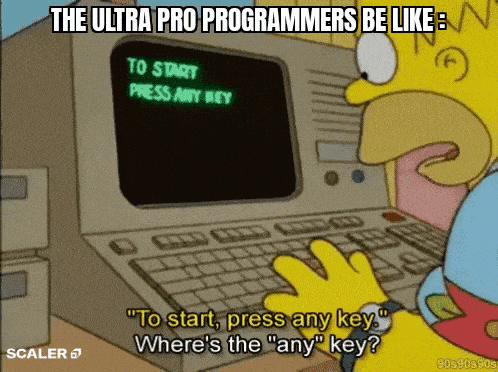 THE ULTRA PRO PROGRAMMERS BE LIKE :
TO START
PRESS ANY KEY
"To start, press any key."
Where's the "any" key?
SCALER
90s90s90s